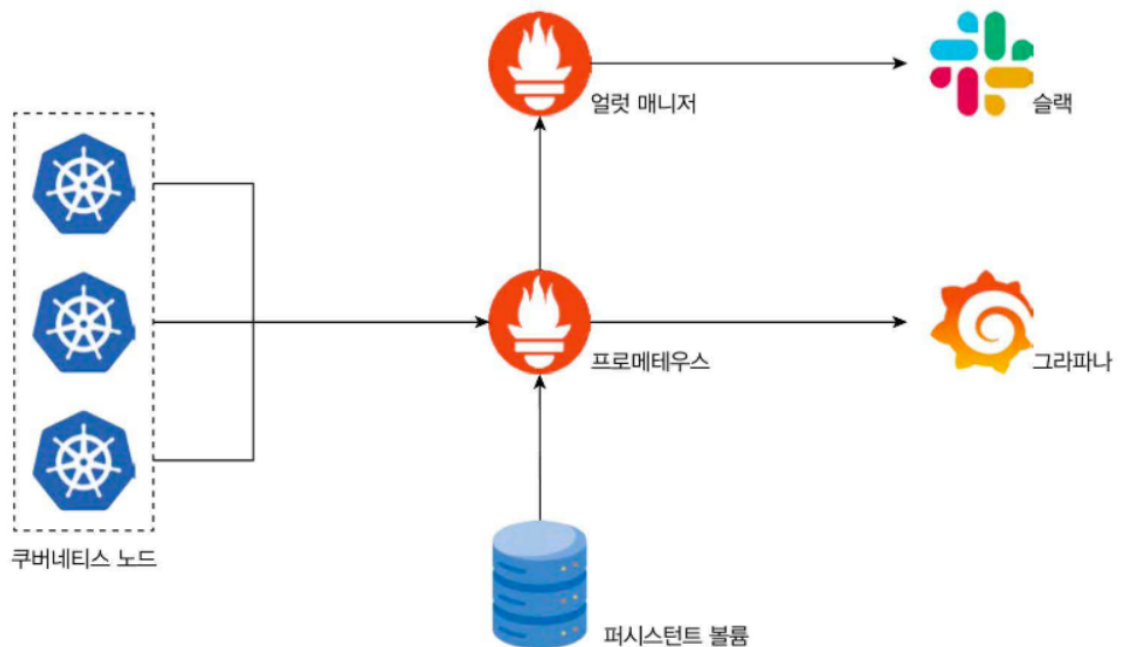 얼럿 매니저
슬랙
프로메테우스
그라파나
쿠버네티스 노드
퍼시스턴트 볼륨